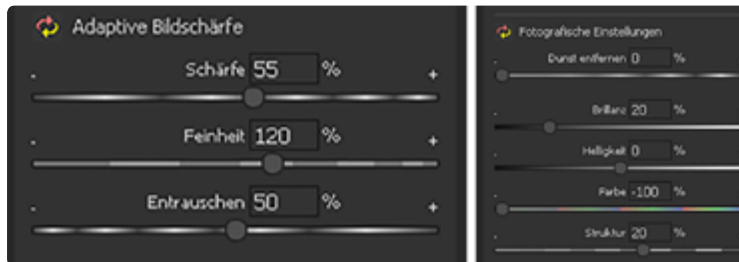 Adaptive Bildschärfe
Schärfe 55 %
- +
Feinheit 120 %
- +
Entrauschen 50 %
- +
Fotografische Einstellungen
Dunst entfernen 0 %
-
Brillanz 20 %
-
Helligkeit 0 %
-
Farbe -100 %
-
Struktur 20 %
-